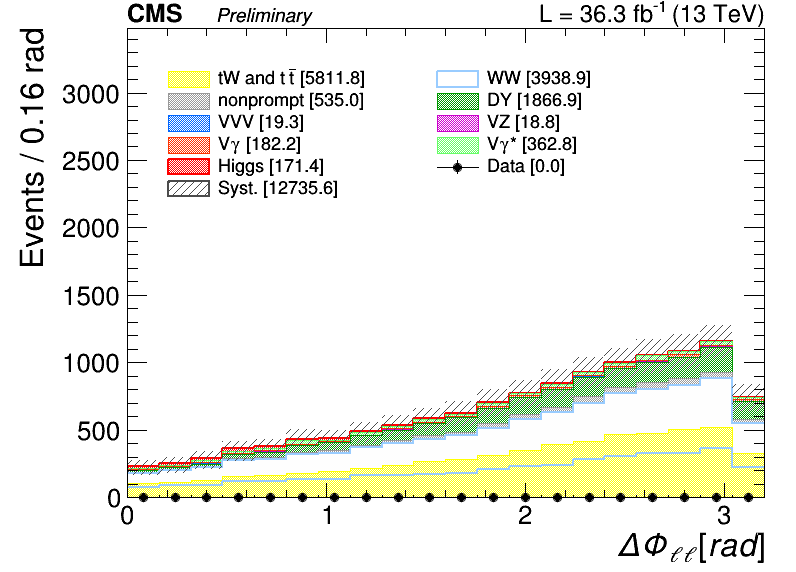 CMS Preliminary L = 36.3 fb⁻¹ (13 TeV)
Events / 0.16 rad
tW and tt̄ [5811.8]
nonprompt [535.0]
VVV [19.3]
Vγ [182.2]
Higgs [171.4]
Syst. [12735.6]
WW [3938.9]
DY [1866.9]
VZ [18.8]
Vγ* [362.8]
Data [0.0]
3000
2500
2000
1500
1000
500
0
0 1 2 3
ΔΦℓℓ[rad]